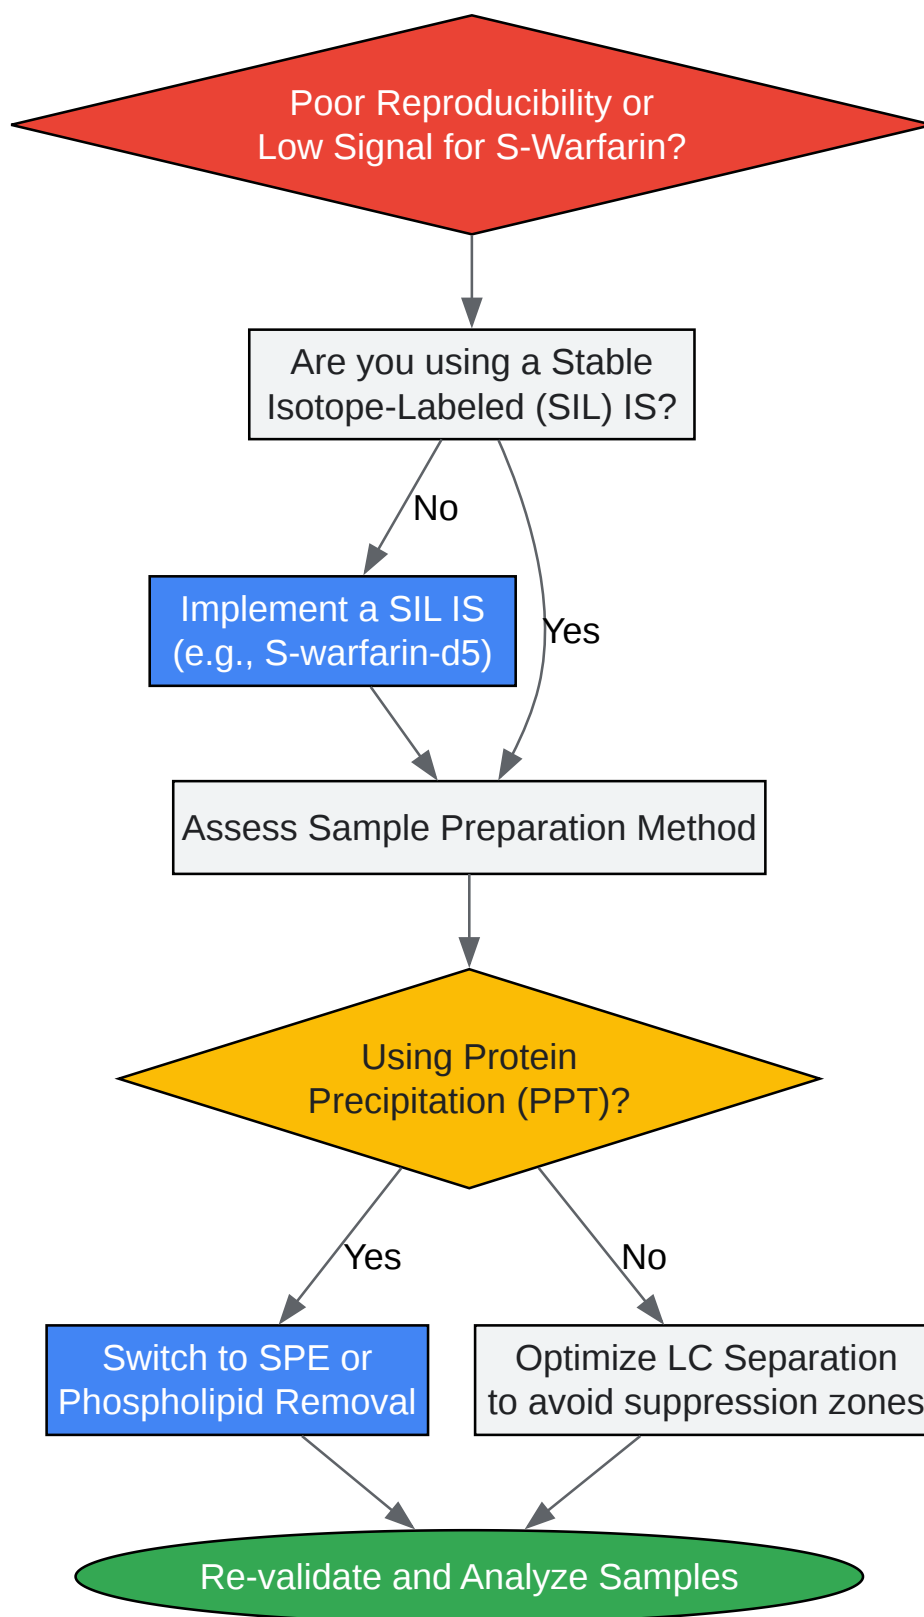 Poor Reproducibility or
Low Signal for S-Warfarin?
Are you using a Stable
Isotope-Labeled (SIL) IS?
No
Implement a SIL IS
(e.g., S-warfarin-d5)
Yes
Assess Sample Preparation Method
Using Protein
Precipitation (PPT)?
Yes
No
Switch to SPE or
Phospholipid Removal
Optimize LC Separation
to avoid suppression zones
Re-validate and Analyze Samples